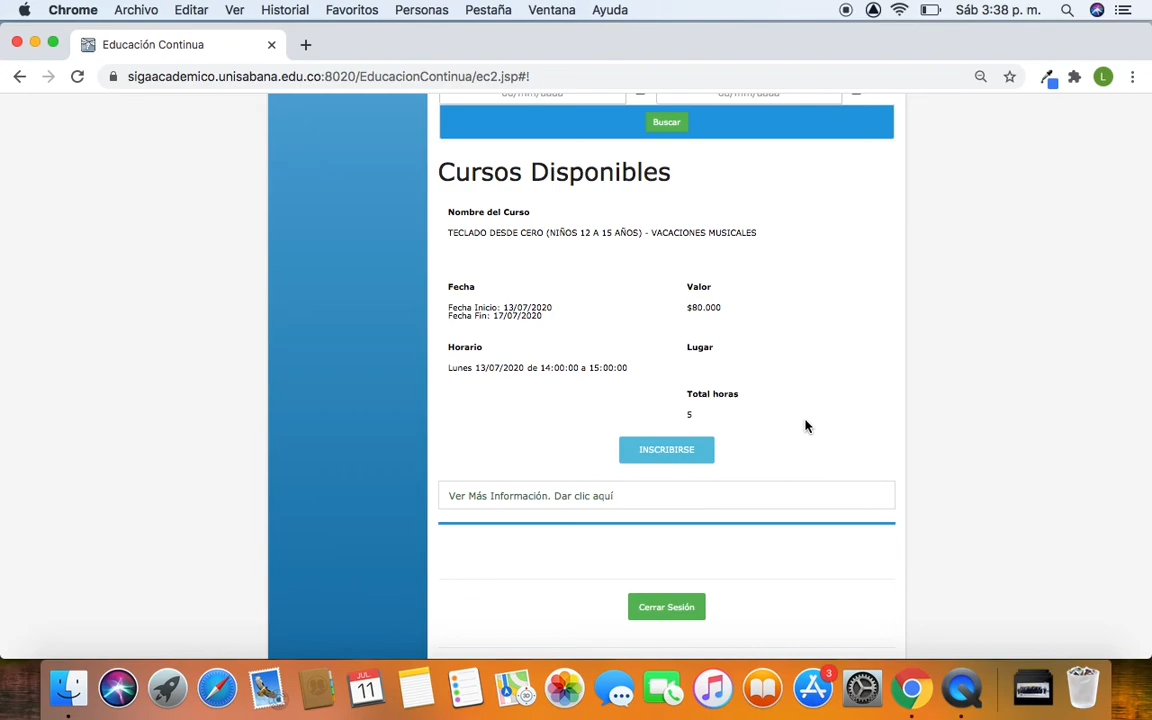 Chrome Archivo Editar Ver Historial Favoritos Personas Pestaña Ventana Ayuda Sáb 3:38 p. m.
Educación Continua
sigaacademico.unisabana.edu.co:8020/EducacionContinua/ec2.jsp#!
L
Buscar
Cursos Disponibles
Nombre del Curso
TECLADO DESDE CERO (NIÑOS 12 A 15 AÑOS) - VACACIONES MUSICALES
Fecha
Valor
Fecha Inicio: 13/07/2020
$80.000
Fecha Fin: 17/07/2020
Horario
Lugar
Lunes 13/07/2020 de 14:00:00 a 15:00:00
Total horas
5
INSCRIBIRSE
Ver Más Información. Dar clic aquí
Cerrar Sesión
JUL
11
3